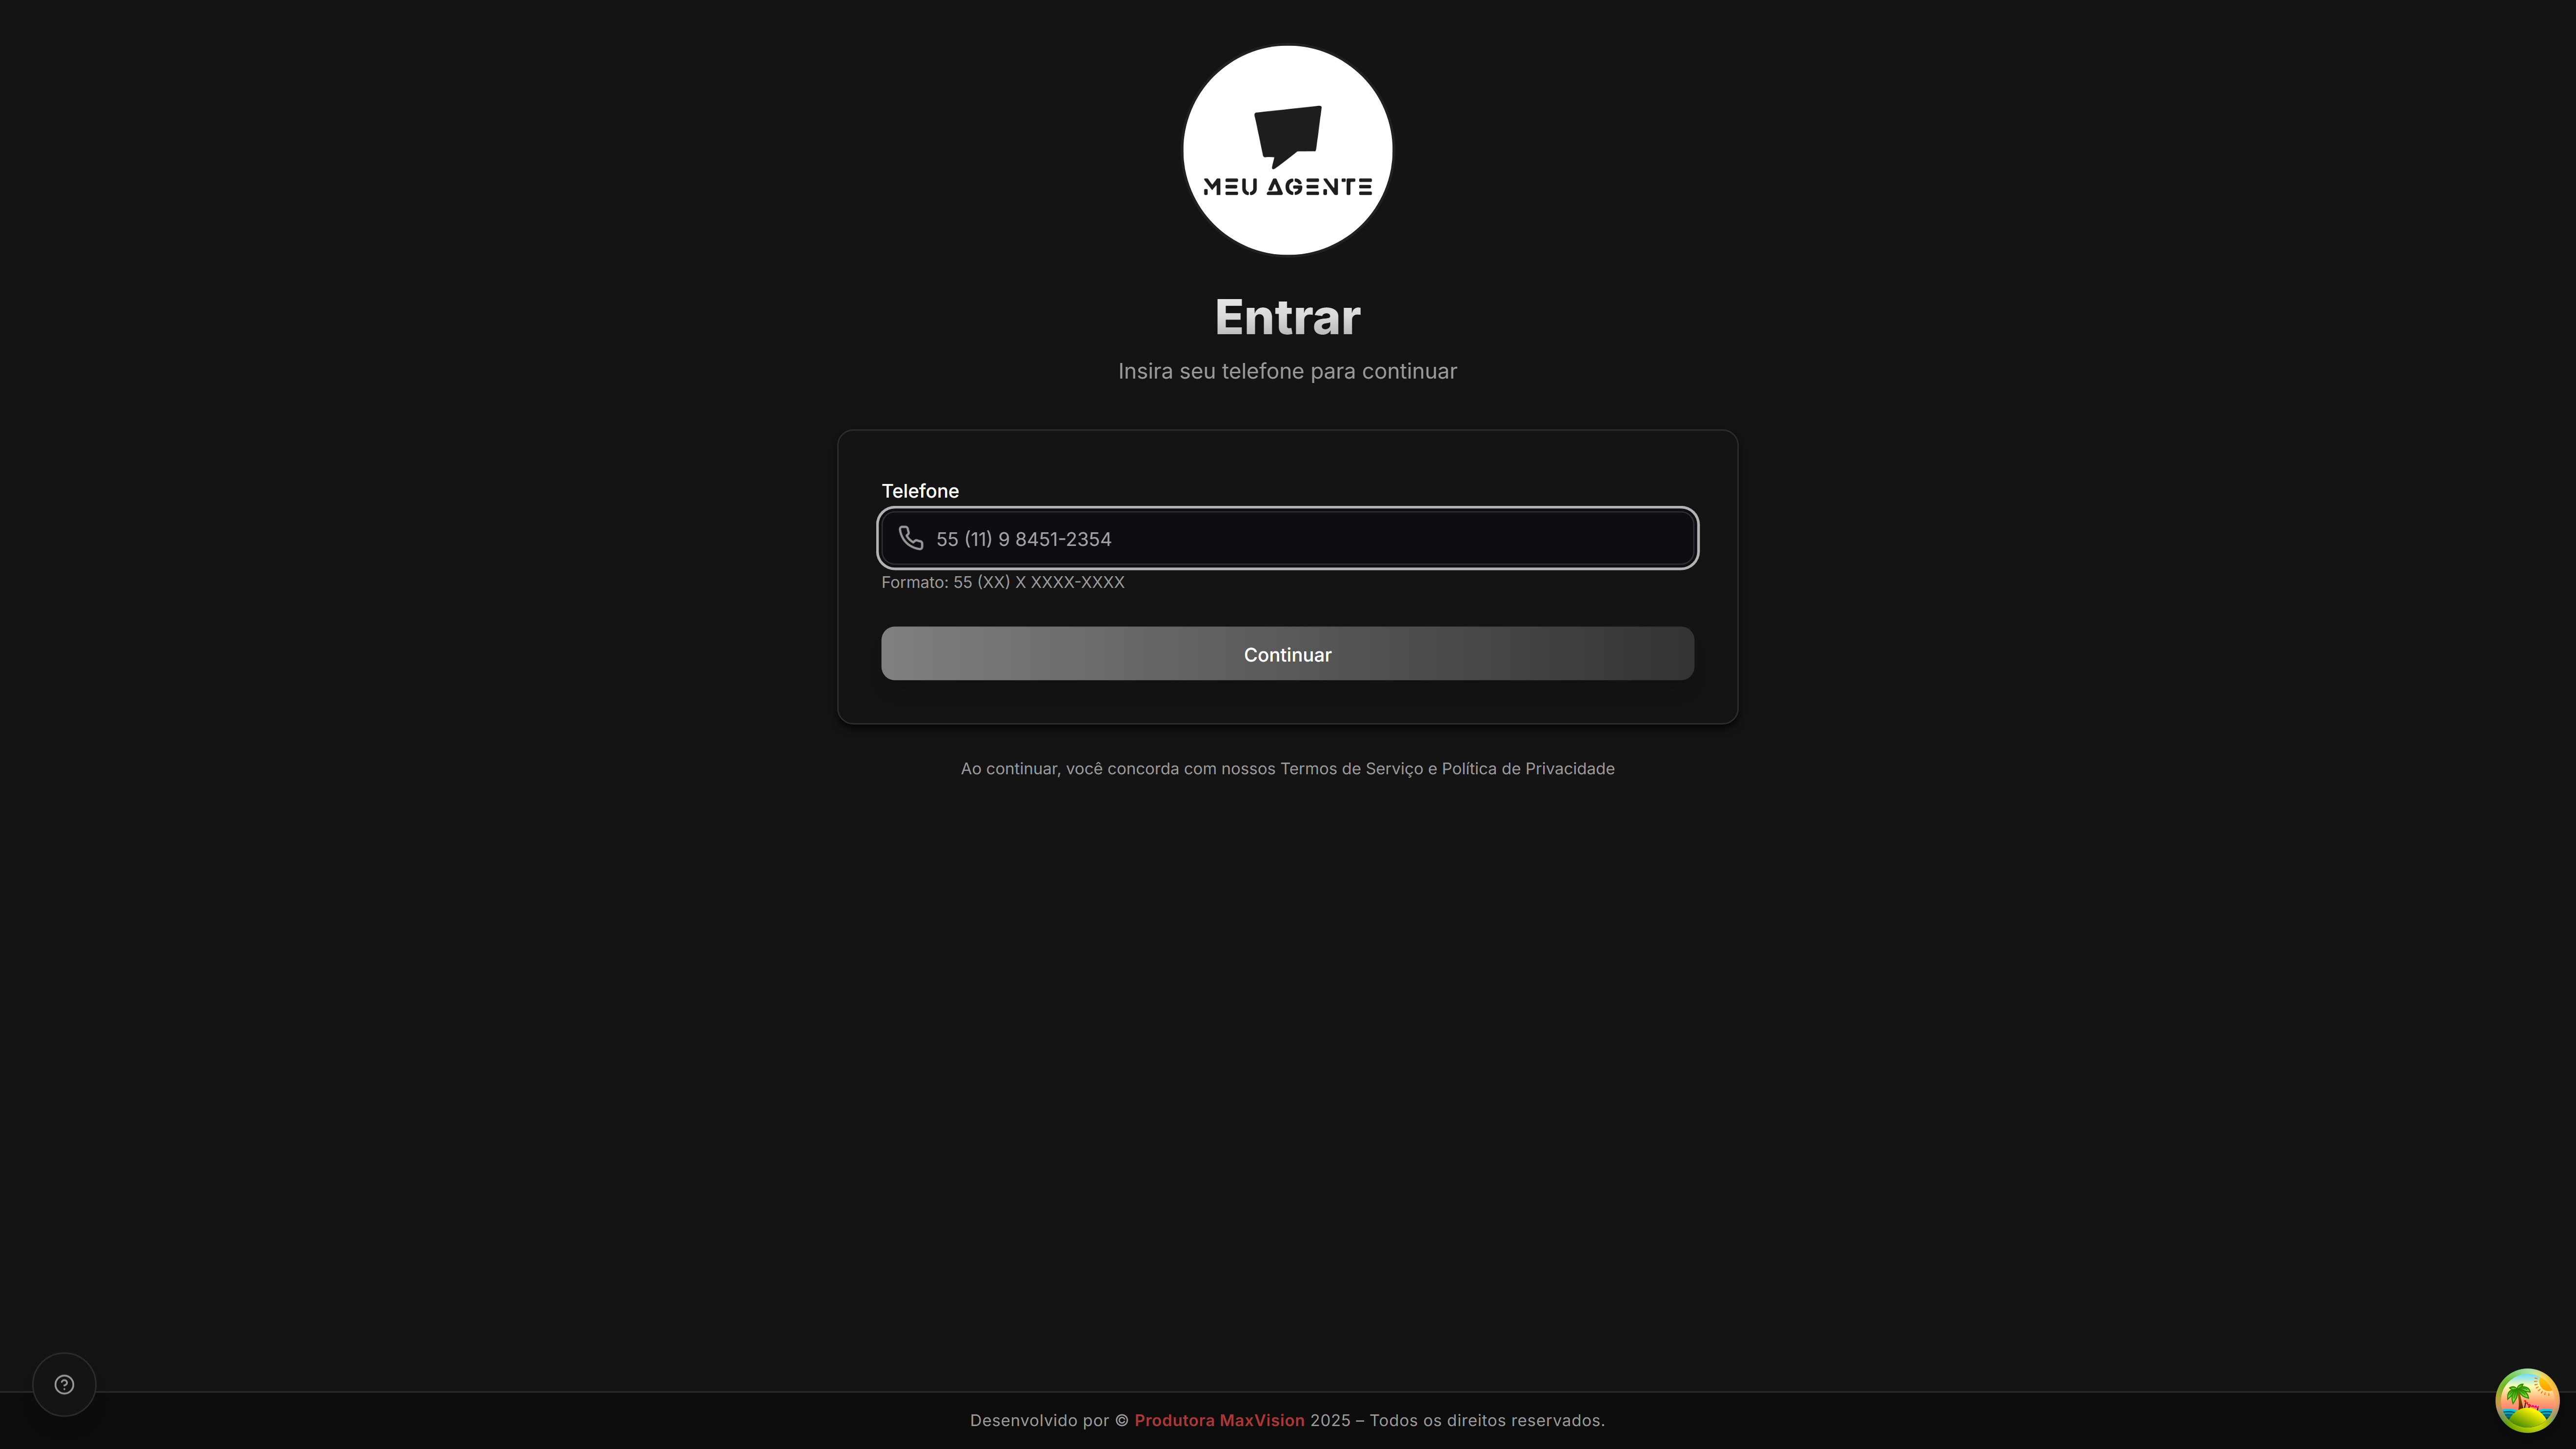 MEU AGENTE
Entrar
Insira seu telefone para continuar
Telefone
55 (11) 9 8451-2354
Formato: 55 (XX) X XXXX-XXXX
Continuar
Ao continuar, você concorda com nossos Termos de Serviço e Política de Privacidade
Desenvolvido por © Produtora MaxVision 2025 – Todos os direitos reservados.